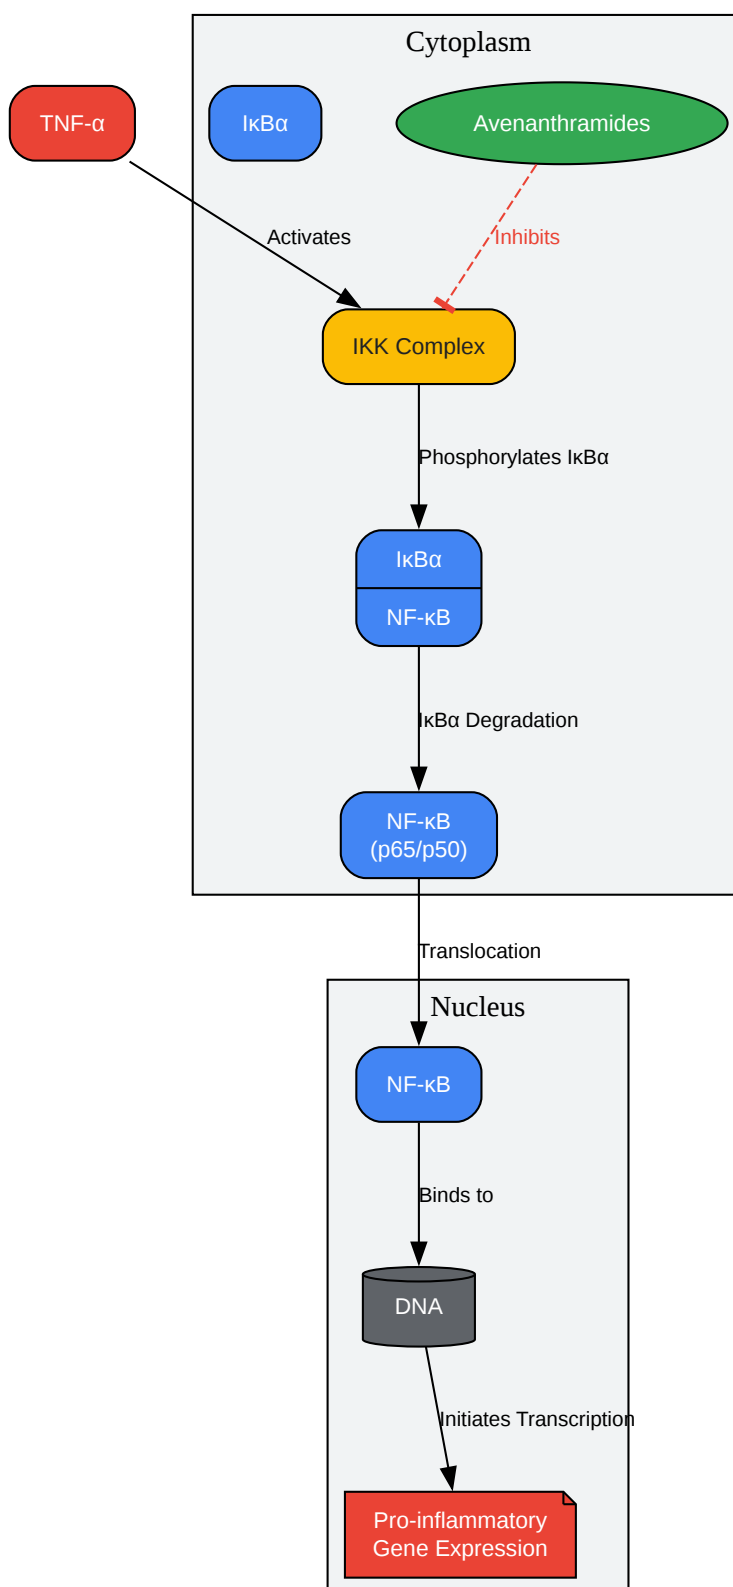 Cytoplasm
TNF-α
IκBα
Avenanthramides
Activates
Inhibits
IKK Complex
Phosphorylates IκBα
IκBα
NF-κB
IκBα Degradation
NF-κB
(p65/p50)
Translocation
Nucleus
NF-κB
Binds to
DNA
Initiates Transcription
Pro-inflammatory
Gene Expression